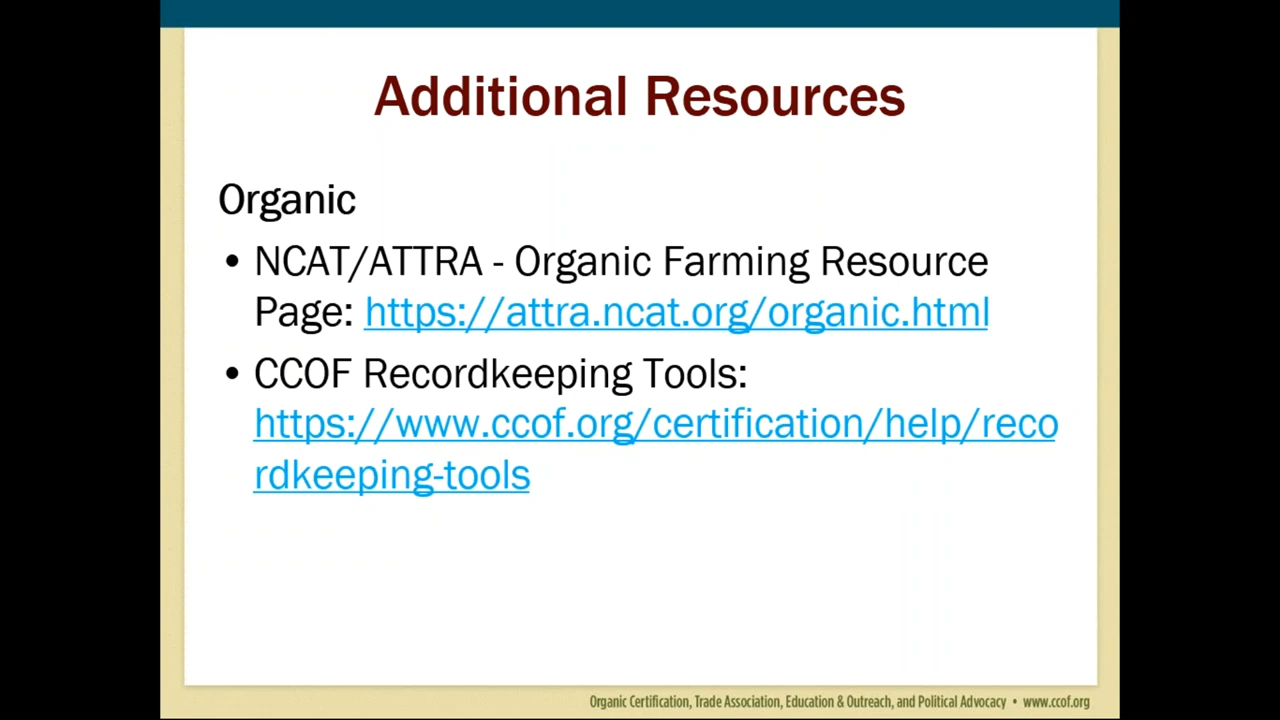 Additional Resources
Organic
• NCAT/ATTRA - Organic Farming Resource
Page: https://attra.ncat.org/organic.html
• CCOF Recordkeeping Tools:
https://www.ccof.org/certification/help/reco
rdkeeping-tools
Organic Certification, Trade Association, Education & Outreach, and Political Advocacy • www.ccof.org